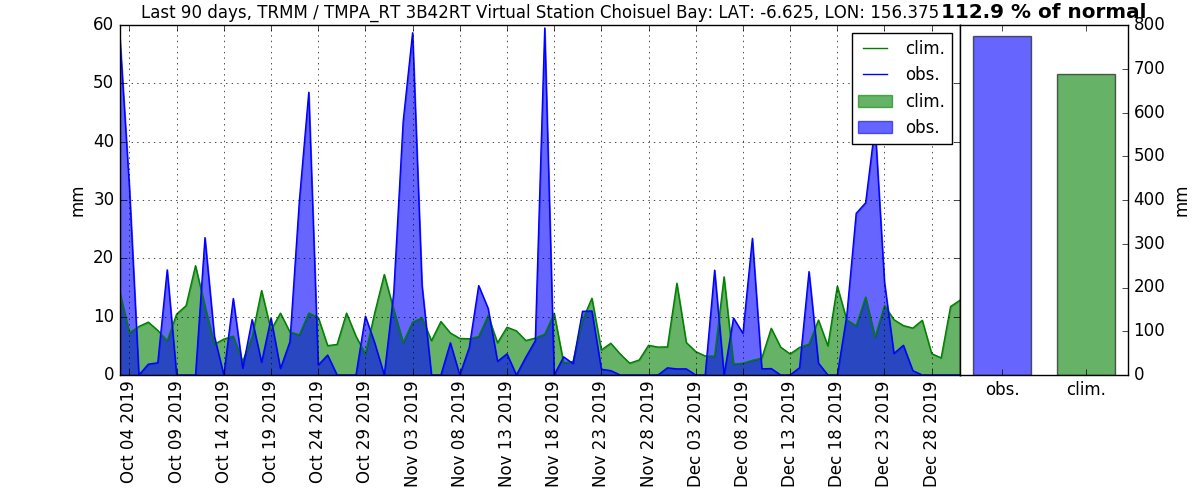 Last 90 days, TRMM / TMPA_RT 3B42RT Virtual Station Choisuel Bay: LAT: -6.625, LON: 156.375
112.9 % of normal
60
50
40
30
20
10
0
mm
clim.
obs.
clim.
obs.
Oct 04 2019
Oct 09 2019
Oct 14 2019
Oct 19 2019
Oct 24 2019
Oct 29 2019
Nov 03 2019
Nov 08 2019
Nov 13 2019
Nov 18 2019
Nov 23 2019
Nov 28 2019
Dec 03 2019
Dec 08 2019
Dec 13 2019
Dec 18 2019
Dec 23 2019
Dec 28 2019
800
700
600
500
400
300
200
100
0
mm
obs.
clim.